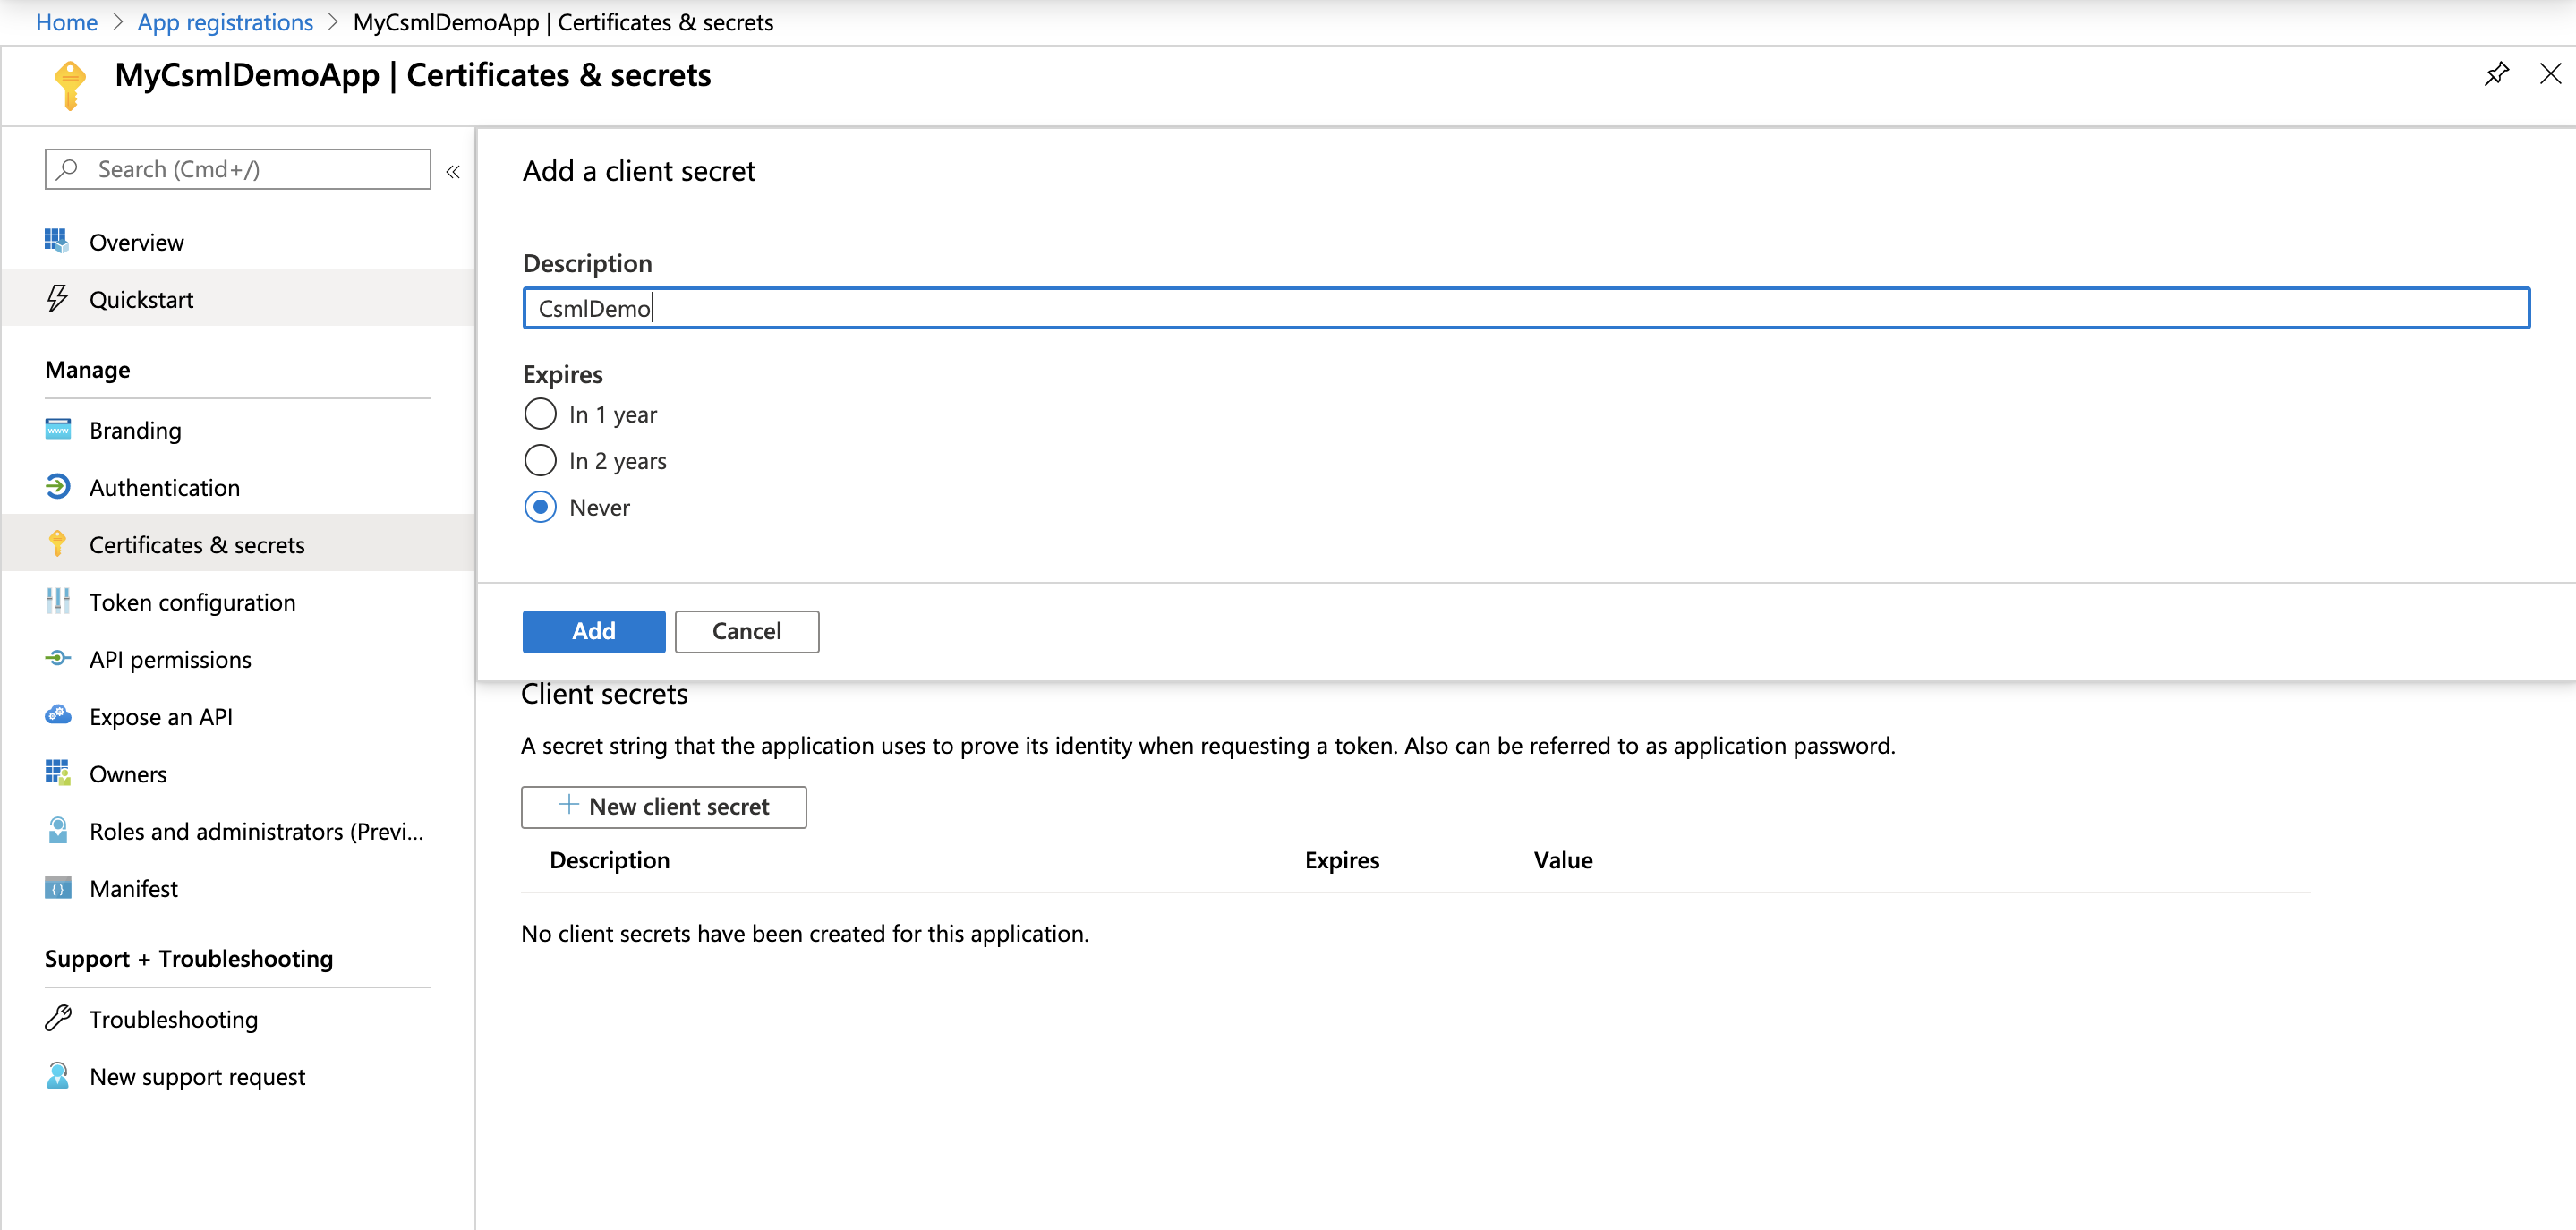 Home > App registrations > MyCsmlDemoApp | Certificates & secrets
MyCsmlDemoApp | Certificates & secrets
Search (Cmd+/)
«
Overview
Quickstart
Manage
Branding
Authentication
Certificates & secrets
Token configuration
API permissions
Expose an API
Owners
Roles and administrators (Previ...
Manifest
Support + Troubleshooting
Troubleshooting
New support request
Add a client secret
Description
CsmlDemo
Expires
In 1 year
In 2 years
Never
Add Cancel
Client secrets
A secret string that the application uses to prove its identity when requesting a token. Also can be referred to as application password.
+ New client secret
Description Expires Value
No client secrets have been created for this application.